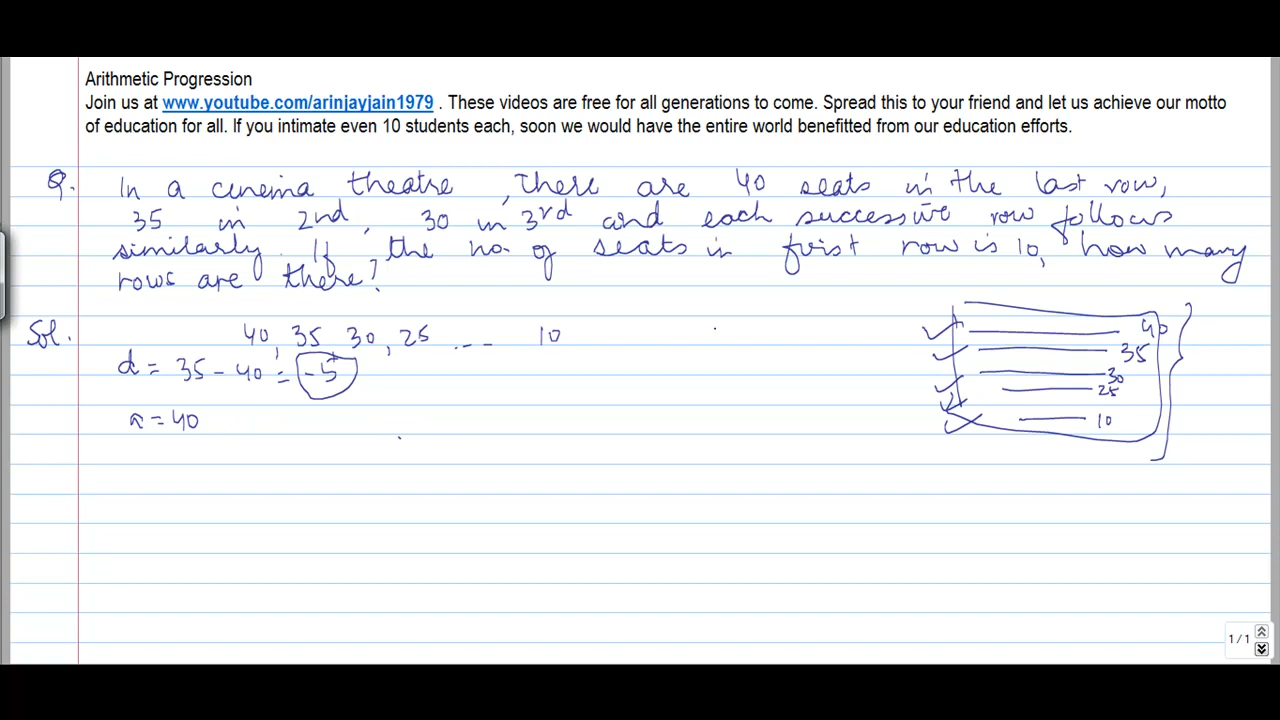 Arithmetic Progression
Join us at www.youtube.com/arinjayjain1979 . These videos are free for all generations to come. Spread this to your friend and let us achieve our motto
of education for all. If you intimate even 10 students each, soon we would have the entire world benefitted from our education efforts.
Q. In a cinema theatre, there are 40 seats in the last row,
35 in 2nd, 30 in 3rd and each successive row follows
similarly. If the no. of seats in first row is 10, how many
rows are there?
Sol. 40, 35, 30, 25 ... 10
d = 35 - 40 = -5
a = 40
40
35
30
25
10
1 / 1